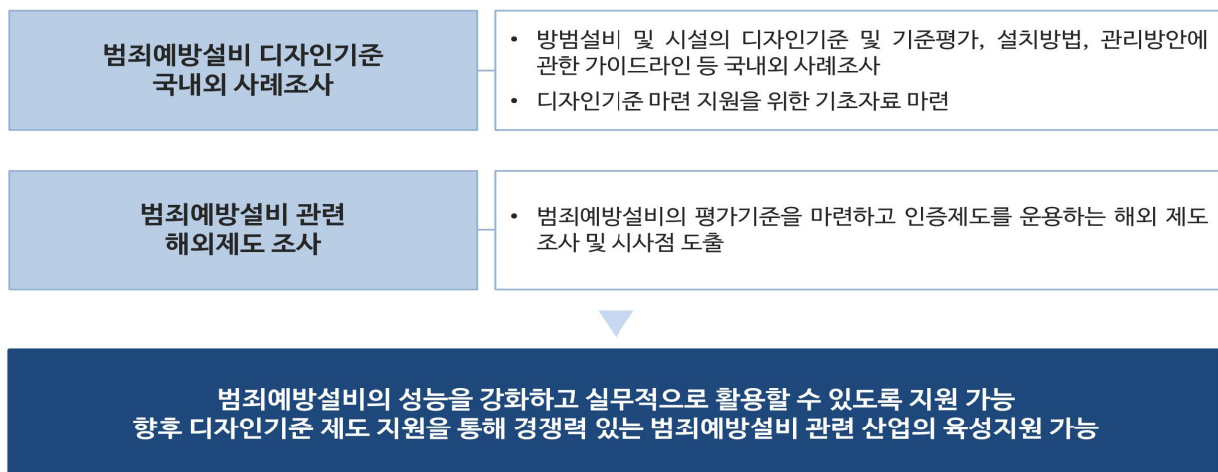 범죄예방설비 디자인기준
국내외 사례조사
• 방범설비 및 시설의 디자인기준 및 기준평가, 설치방법, 관리방안에
관한 가이드라인 등 국내외 사례조사
• 디자인기준 마련 지원을 위한 기초자료 마련
범죄예방설비 관련
해외제도 조사
• 범죄예방설비의 평가기준을 마련하고 인증제도를 운용하는 해외 제도
조사 및 시사점 도출
범죄예방설비의 성능을 강화하고 실무적으로 활용할 수 있도록 지원 가능
향후 디자인기준 제도 지원을 통해 경쟁력 있는 범죄예방설비 관련 산업의 육성지원 가능